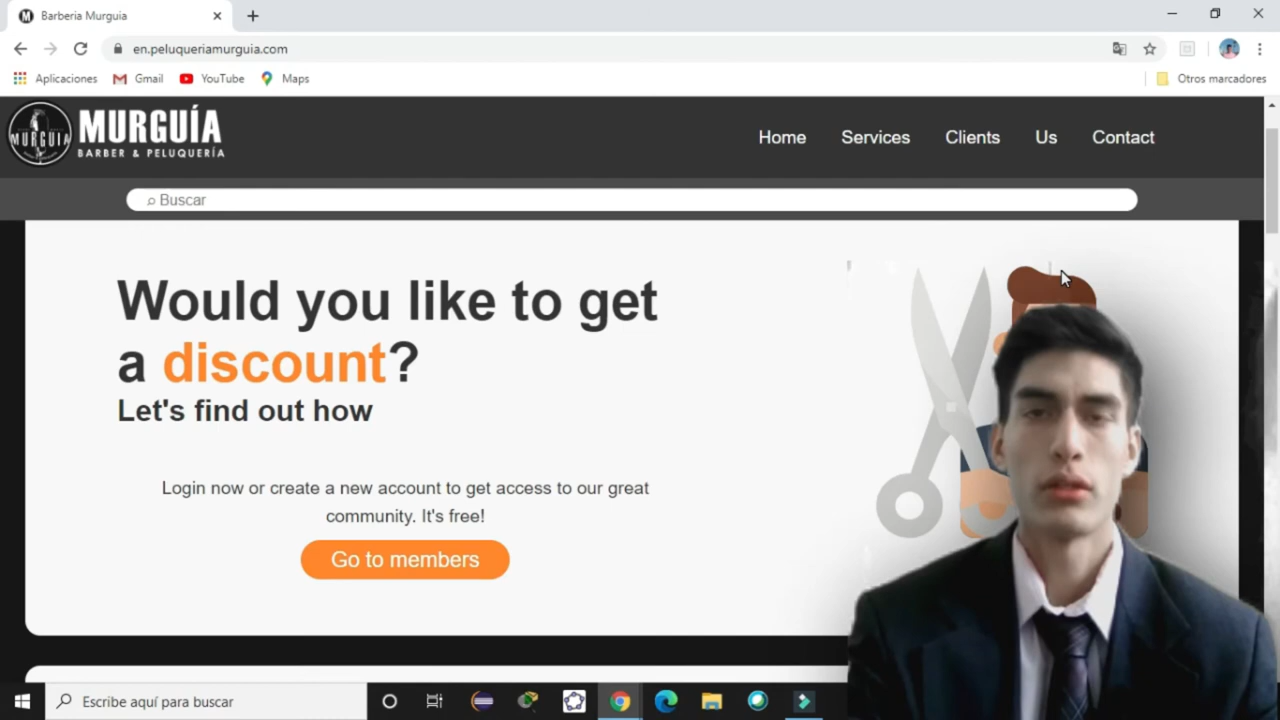 Barberia Murguia
en.peluqueriamurguia.com
Aplicaciones
Gmail
YouTube
Maps
Otros marcadores
MURGUIA
MURGUÍA
BARBER & PELUQUERÍA
Home
Services
Clients
Us
Contact
Buscar
Would you like to get
a discount?
Let's find out how
Login now or create a new account to get access to our great
community. It's free!
Go to members
Escribe aquí para buscar